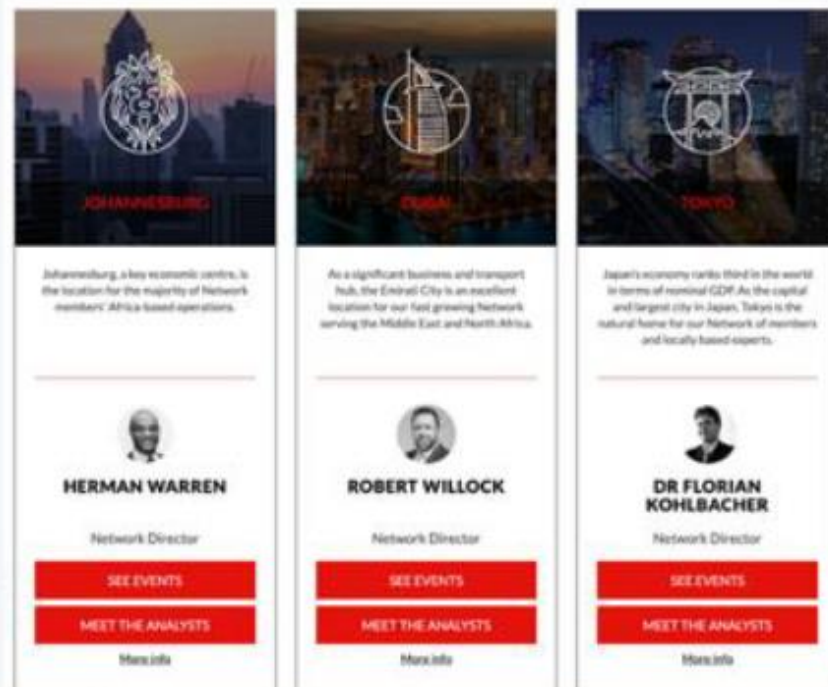 JOHANNESBURG
Johannesburg, a key economic centre, is
the location for the majority of Network
members' Africa-based operations.
HERMAN WARREN
Network Director
SEE EVENTS
MEET THE ANALYSTS
More info
DUBAI
As a significant business and transport
hub, the Emirati City is an excellent
location for our fast growing Network
serving the Middle East and North Africa.
ROBERT WILLOCK
Network Director
SEE EVENTS
MEET THE ANALYSTS
More info
TOKYO
Japan's economy ranks third in the world
in terms of nominal GDP. As the capital
and largest city in Japan, Tokyo is the
natural home for our Network of members
and locally based experts.
DR FLORIAN
KOHLBACHER
Network Director
SEE EVENTS
MEET THE ANALYSTS
More info